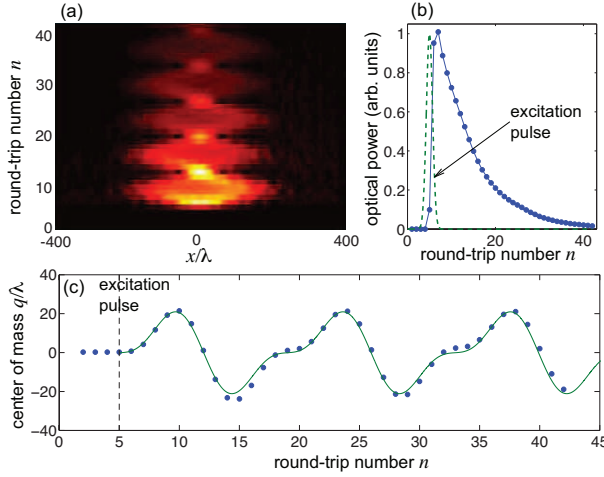 (a)
round-trip number n
40
30
20
10
0
-400
0
400
x/λ
(b)
optical power (arb. units)
1
0.8
0.6
0.4
0.2
0
excitation
pulse
0
10
20
30
40
round-trip number n
(c)
excitation
pulse
center of mass q/λ
40
20
0
−20
−40
0
5
10
15
20
25
30
35
40
45
round-trip number n